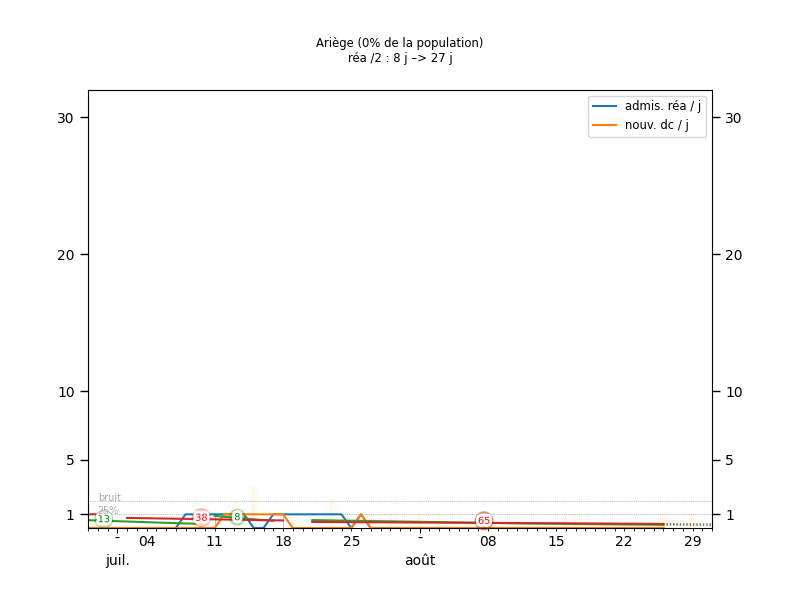 Ariège (0% de la population)
réa /2 : 8 j –> 27 j
admis. réa / j
nouv. dc / j
30 30
20 20
10 10
5 5
bruit
25%
1 1
13 38 8 65
- 04 11 18 25 - 08 15 22 29
juil. août